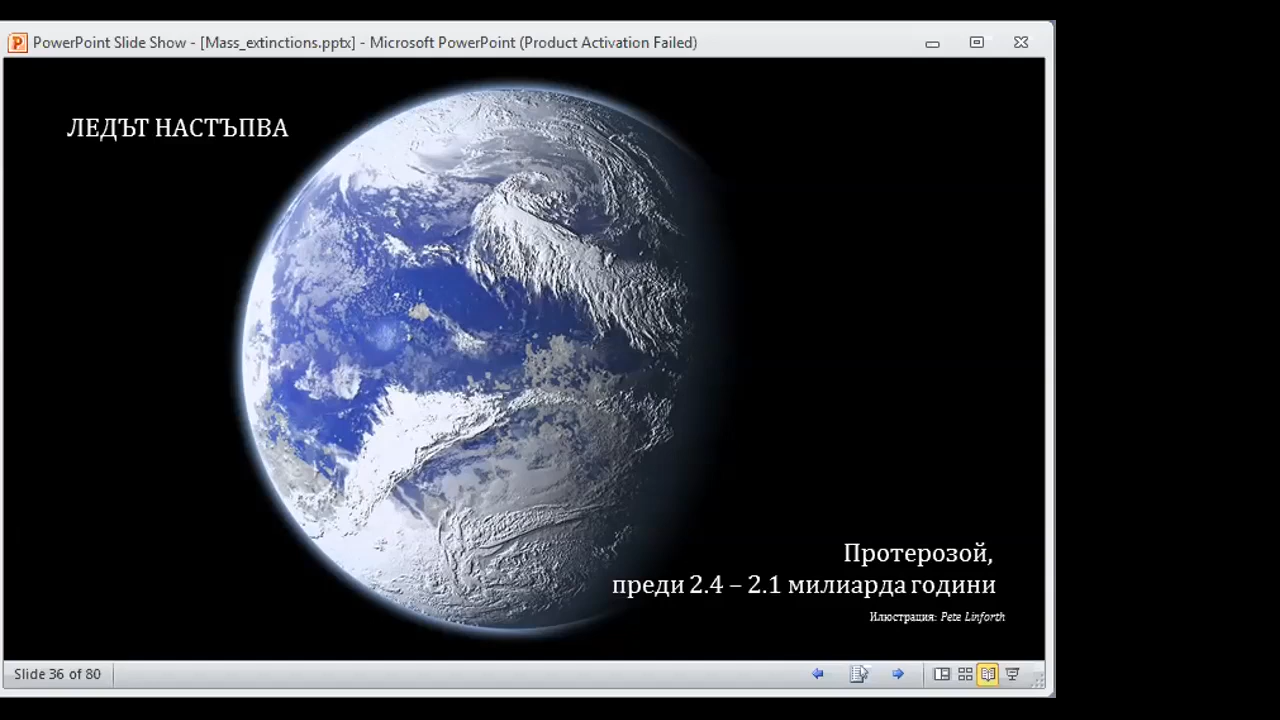 PowerPoint Slide Show - [Mass_extinctions.pptx] - Microsoft PowerPoint (Product Activation Failed)
ЛЕДЪТ НАСТЪПВА
Протерозой,
преди 2.4 – 2.1 милиарда години
Илюстрация: Pete Linforth
Slide 36 of 80